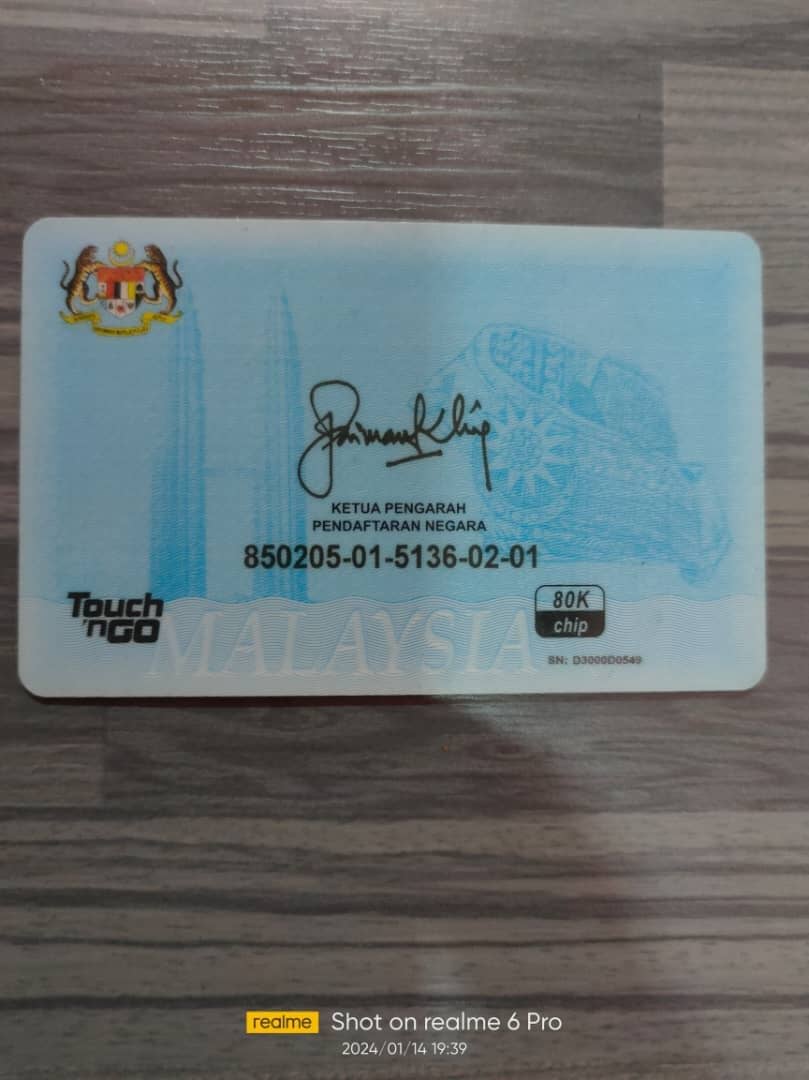 KETUA PENGARAH
PENDAFTARAN NEGARA
850205-01-5136-02-01
Touch
'nGO
80K
chip
MALAYSIA
SN: D3000D0549
realme Shot on realme 6 Pro
2024/01/14 19:39